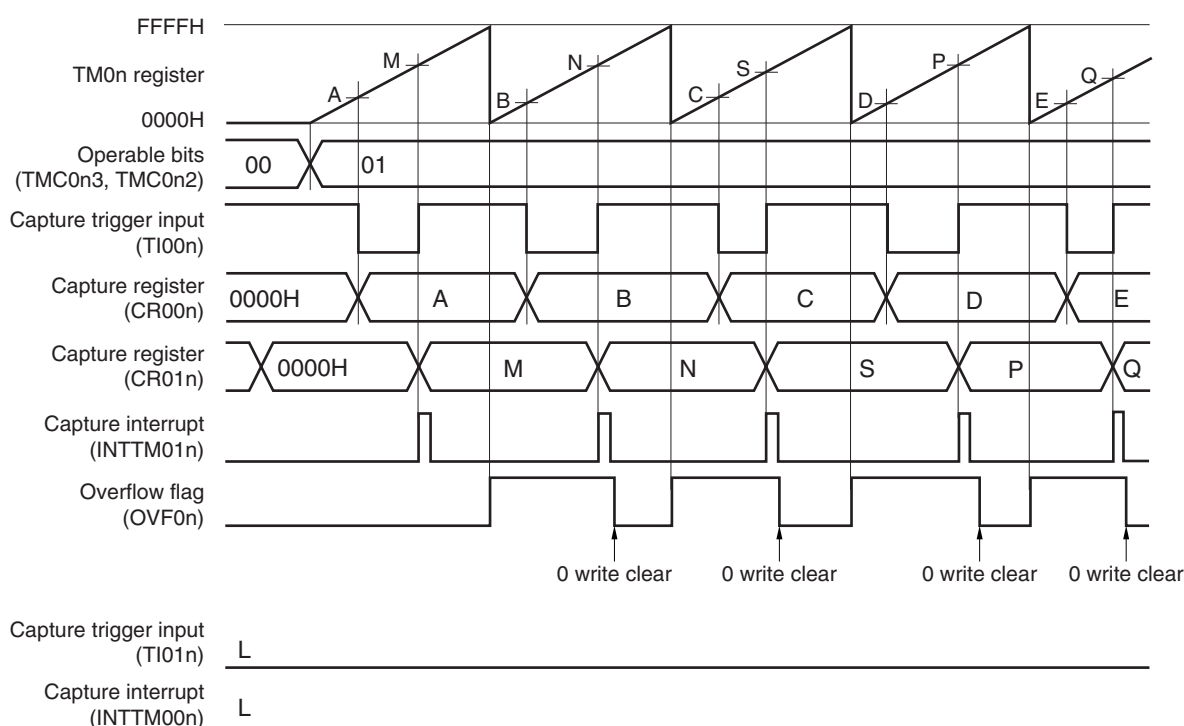 FFFFH
TM0n register
0000H
M
A
N
B
S
C
P
D
Q
E
Operable bits
(TMC0n3, TMC0n2)
00
01
Capture trigger input
(TI00n)
Capture register
(CR00n)
0000H
A
B
C
D
E
Capture register
(CR01n)
0000H
M
N
S
P
Q
Capture interrupt
(INTTM01n)
Overflow flag
(OVF0n)
0 write clear
0 write clear
0 write clear
0 write clear
Capture trigger input
(TI01n)
L
Capture interrupt
(INTTM00n)
L